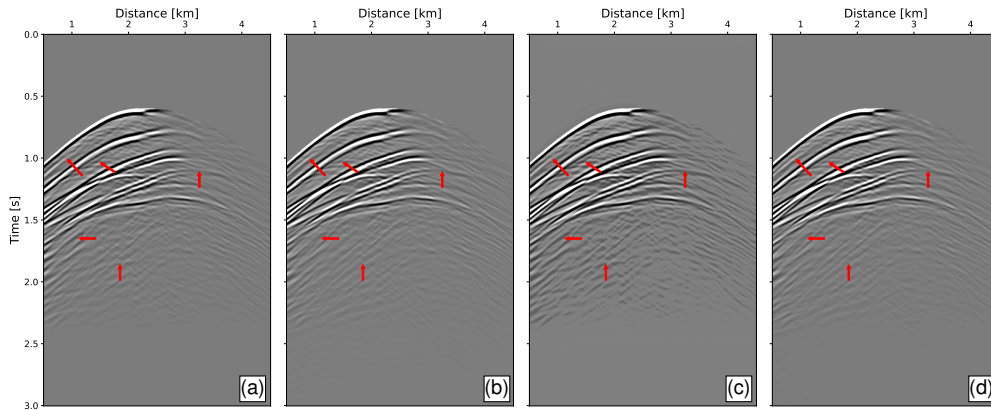 Distance [km] Distance [km] Distance [km] Distance [km]
1 2 3 4 1 2 3 4 1 2 3 4 1 2 3 4
0.0
0.5
1.0
1.5
2.0
2.5
3.0
Time [s]
(a) (b) (c) (d)